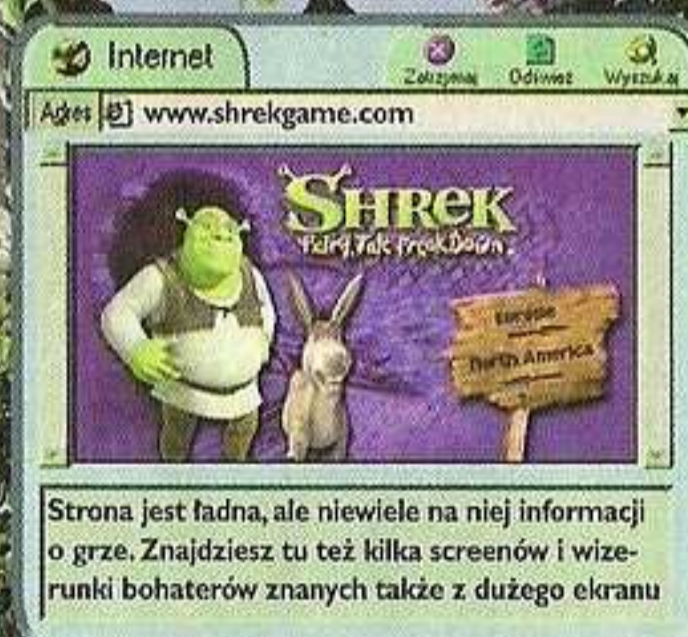 Internet
Zatrzymaj Odśwież Wyszukaj
Adres www.shrekgame.com
SHREK
Fairy Tale FreakDown.
Europe
North America
Strona jest ładna, ale niewiele na niej informacji
o grze. Znajdziesz tu też kilka screenów i wize-
runki bohaterów znanych także z dużego ekranu